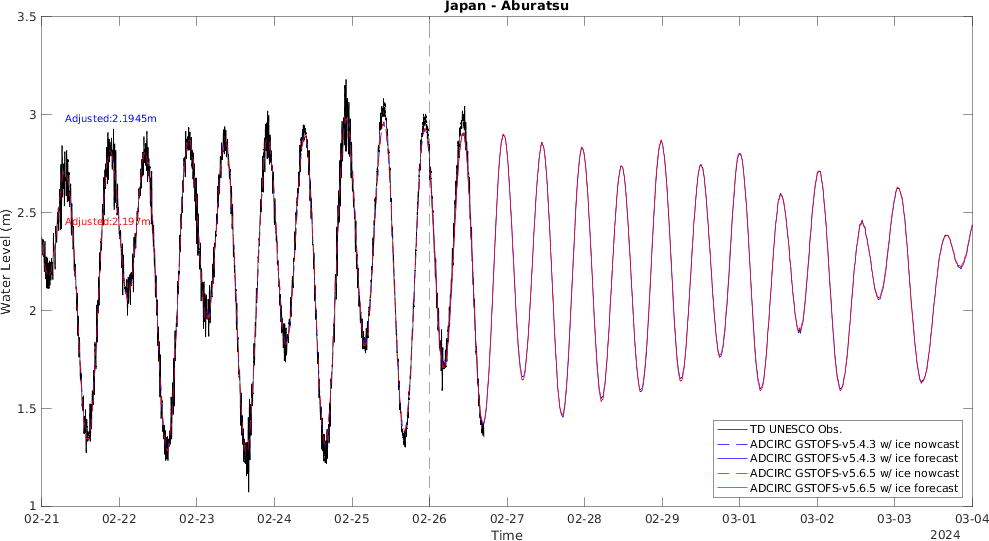 Japan - Aburatsu
3.5
3
2.5
2
1.5
1
Water Level (m)
Adjusted:2.1945m
Adjusted:2.197m
TD UNESCO Obs.
ADCIRC GSTOFS-v5.4.3 w/ ice nowcast
ADCIRC GSTOFS-v5.4.3 w/ ice forecast
ADCIRC GSTOFS-v5.6.5 w/ ice nowcast
ADCIRC GSTOFS-v5.6.5 w/ ice forecast
02-21 02-22 02-23 02-24 02-25 02-26 02-27 02-28 02-29 03-01 03-02 03-03 03-04
Time
2024